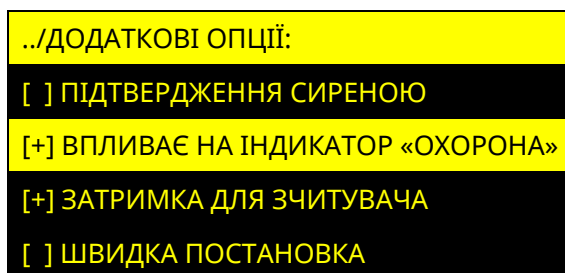 ../ДОДАТКОВІ ОПЦІЇ:
[ ] ПІДТВЕРДЖЕННЯ СИРЕНОЮ
[+] ВПЛИВАЄ НА ІНДИКАТОР «ОХОРОНА»
[+] ЗАТРИМКА ДЛЯ ЗЧИТУВАЧА
[ ] ШВИДКА ПОСТАНОВКА